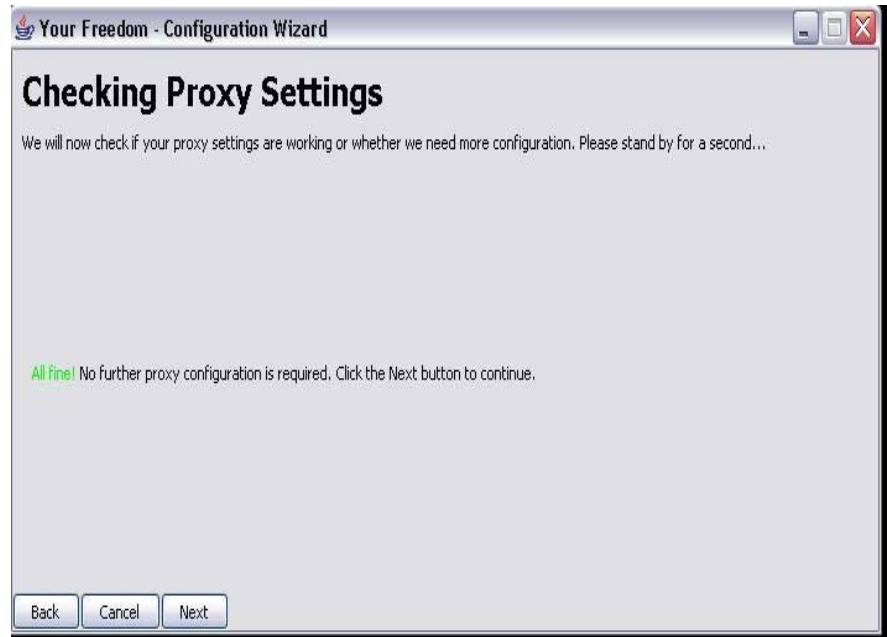 Your Freedom - Configuration Wizard
Checking Proxy Settings
We will now check if your proxy settings are working or whether we need more configuration. Please stand by for a second...
All fine! No further proxy configuration is required. Click the Next button to continue.
Back Cancel Next